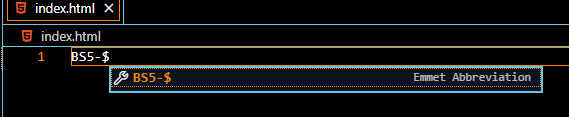 index.html
index.html
1 BS5-$
BS5-$ Emmet Abbreviation